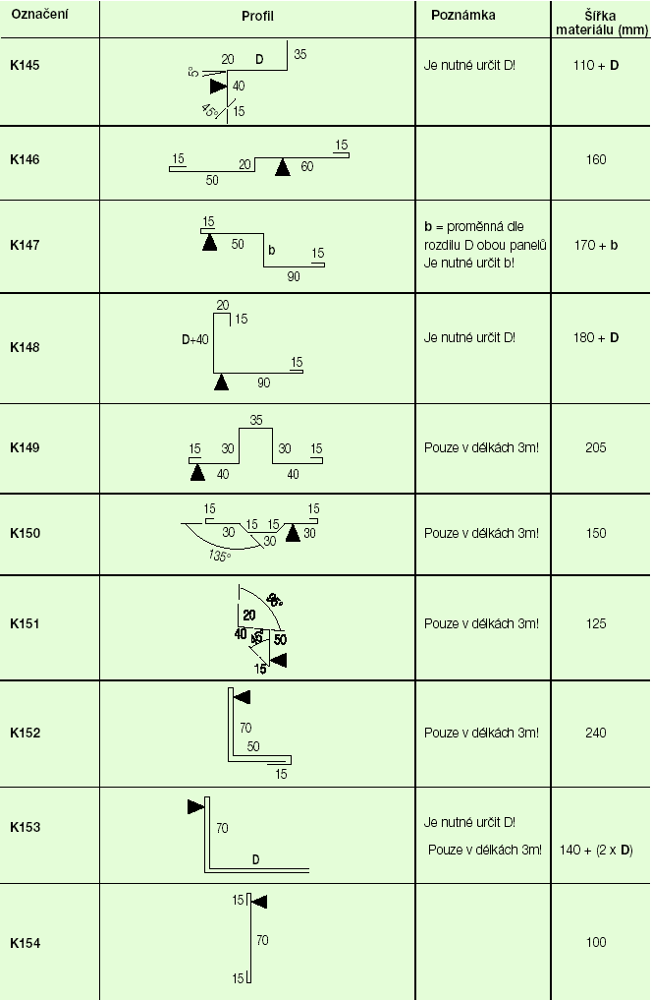 Označení Profil Poznámka Šířka
materiálu (mm)
K145 20 D 35 5° 40 45° 15 Je nutné určit D! 110 + D
K146 15 50 20 60 15 160
K147 15 50 b 15 90 b = proměnná dle
rozdilu D obou panelů 170 + b
Je nutné určit b!
K148 20 15 D+40 15 90 Je nutné určit D! 180 + D
K149 35 15 30 30 15 40 40 Pouze v délkách 3m! 205
K150 15 15 30 15 15 30 30 135° Pouze v délkách 3m! 150
K151 95° 20 40 45° 50 15 Pouze v délkách 3m! 125
K152 70 50 15 Pouze v délkách 3m! 240
K153 70 D Je nutné určit D!
Pouze v délkách 3m! 140 + (2 x D)
K154 15 70 15 100